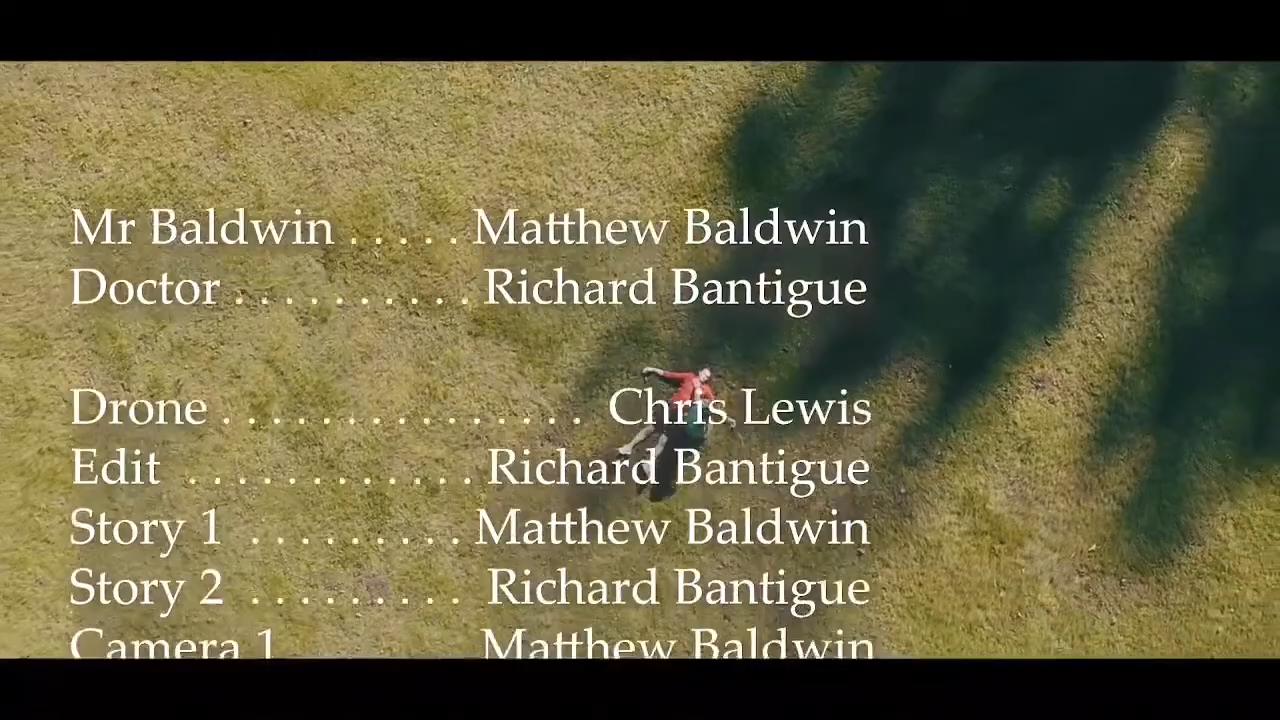 Mr Baldwin . . . . . Matthew Baldwin
Doctor . . . . . . . . . . Richard Bantigue
Drone . . . . . . . . . . . . . . . Chris Lewis
Edit . . . . . . . . . . . . Richard Bantigue
Story 1 . . . . . . . . . Matthew Baldwin
Story 2 . . . . . . . . . Richard Bantigue
Camera 1 Matthew Baldwin